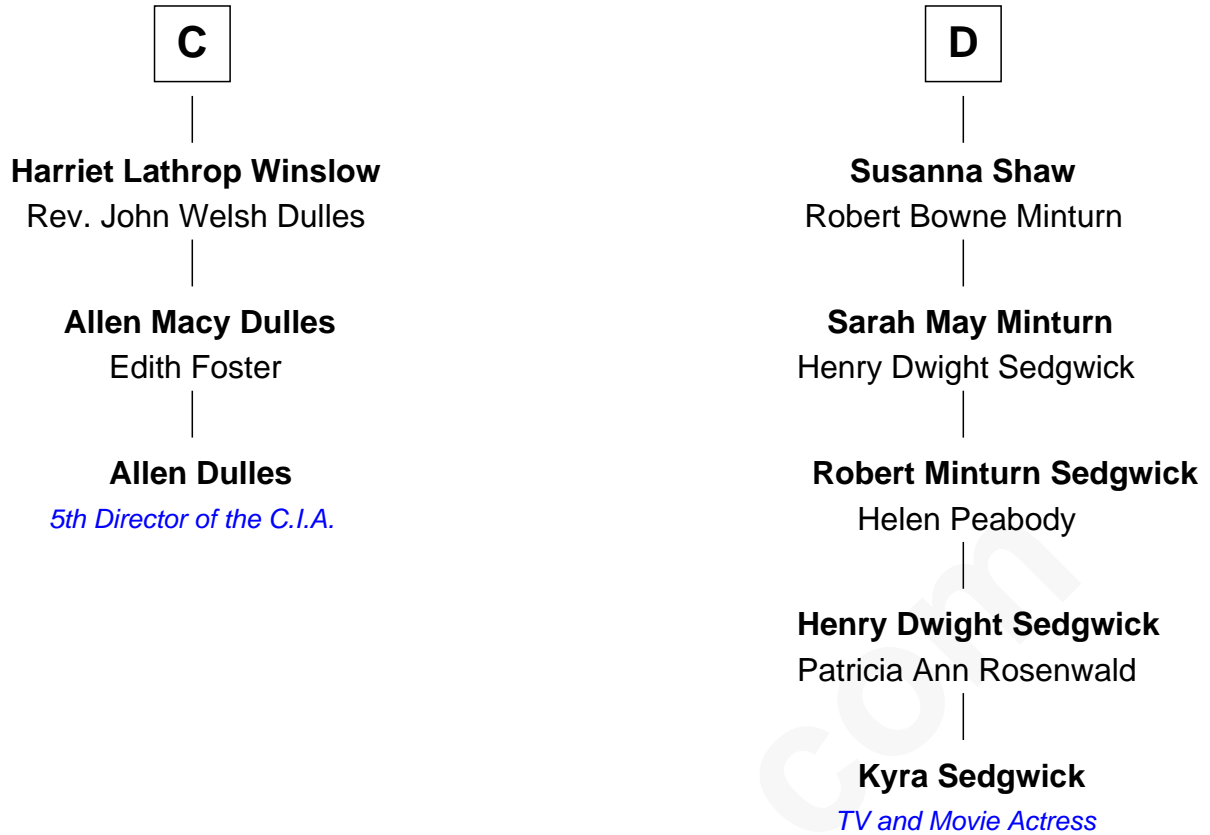 C
Harriet Lathrop Winslow
Rev. John Welsh Dulles
Allen Macy Dulles
Edith Foster
Allen Dulles
5th Director of the C.I.A.
D
Susanna Shaw
Robert Bowne Minturn
Sarah May Minturn
Henry Dwight Sedgwick
Robert Minturn Sedgwick
Helen Peabody
Henry Dwight Sedgwick
Patricia Ann Rosenwald
Kyra Sedgwick
TV and Movie Actress
com